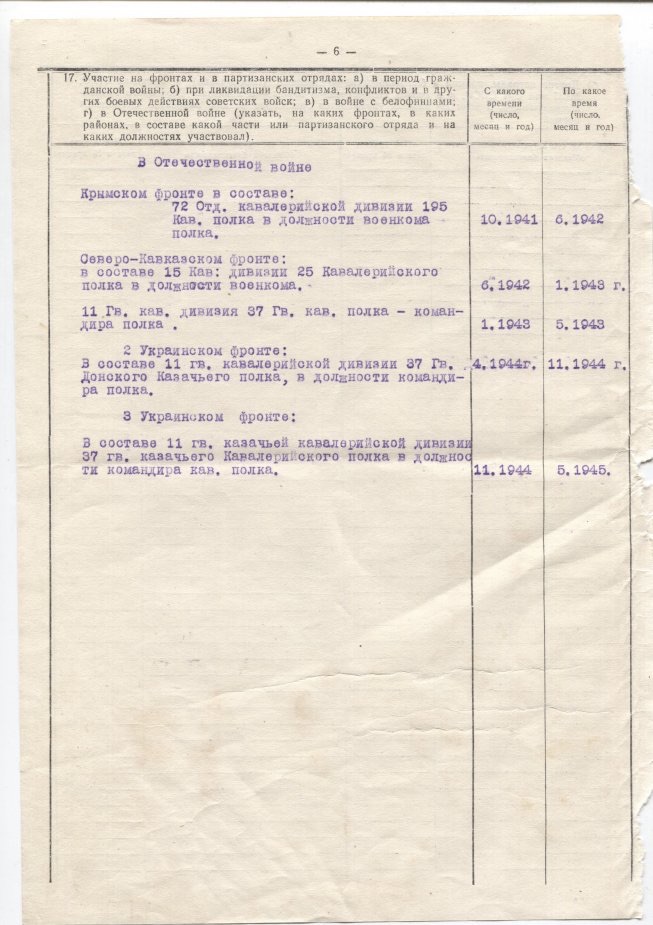 — 6 —
17. Участие на фронтах и в партизанских отрядах: а) в период граж-
данской войны; б) при ликвидации бандитизма, конфликтов и в дру-
гих боевых действиях советских войск; в) в войне с белофиннами;
г) в Отечественной войне (указать, на каких фронтах, в каких
районах, в составе какой части или партизанского отряда и на
каких должностях участвовал).
С какого
времени
(число,
месяц и год)
По какое
время
(число,
месяц и год)
В Отечественной войне
Крымском фронте в составе:
72 Отд. кавалерийской дивизии 195
Кав. полка в должности военкома
полка.
10.1941 6.1942
Северо-Кавказском фронте:
в составе 15 Кав: дивизии 25 Кавалерийского
полка в должности военкома.
6.1942 1.1943 г.
11 Гв. кав. дивизия 37 Гв. кав. полка - коман-
дира полка .
1.1943 5.1943
2 Украинском фронте:
В составе 11 гв. кавалерийской дивизии 37 Гв. 4.1944г. 11.1944 г.
Донского Казачьего полка, в должности команди-
ра полка.
3 Украинском фронте:
В составе 11 гв. казачьей кавалерийской дивизии
37 гв. казачьего Кавалерийского полка в должнос
ти командира кав. полка.
11.1944 5.1945.